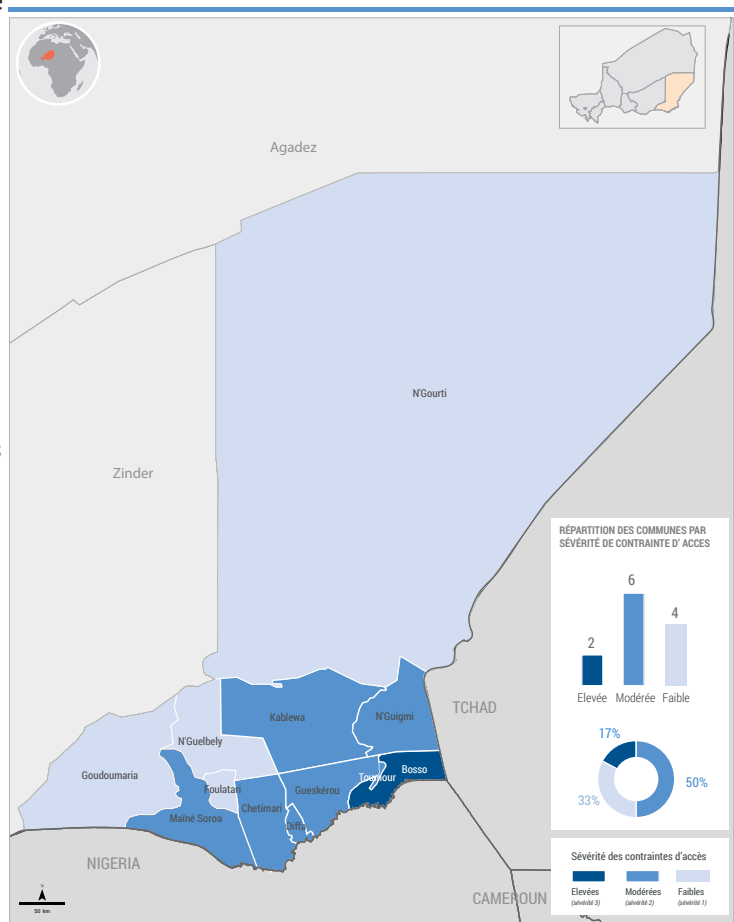 Agadez
Zinder
N'Gourti
Kablewa
N'Guigmi
TCHAD
N'Guelbely
Goudoumaria
Foulatari
Maïné Soroa
Chetimari
Gueskérou
Toumour
Bosso
Diffa
NIGERIA
CAMEROUN
N
50 km
RÉPARTITION DES COMMUNES PAR
SÉVÉRITÉ DE CONTRAINTE D' ACCES
2
6
4
Elevée Modérée Faible
17%
50%
33%
Sévérité des contraintes d'accès
Elevées Modérées Faibles
(sévérité 3) (sévérité 2) (sévérité 1)